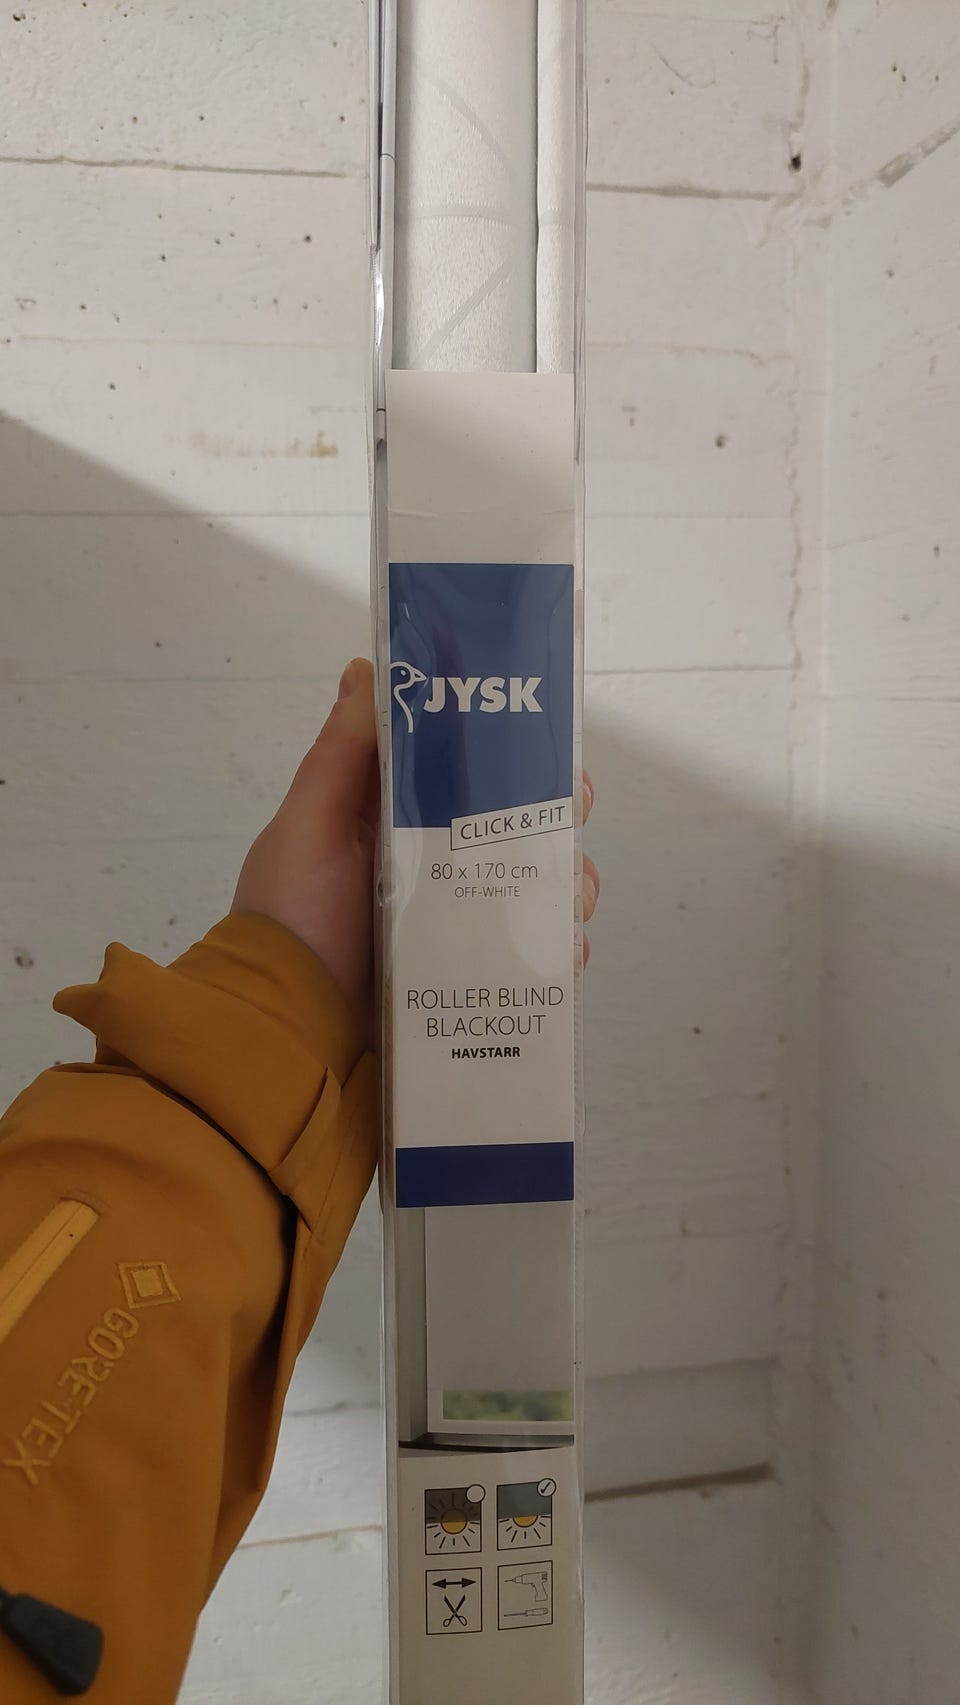 JYSK
CLICK & FIT
80 x 170 cm
OFF-WHITE
ROLLER BLIND
BLACKOUT
HAVSTARR
GORE-TEX